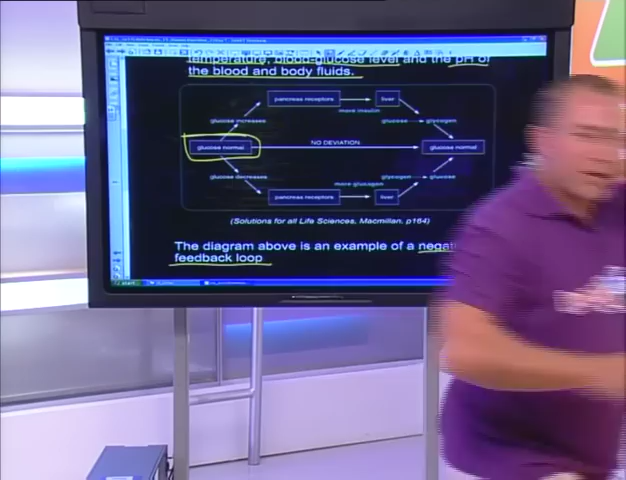 temperature, blood-glucose level and the pH of
the blood and body fluids.
pancreas receptors
liver
more insulin
glucose increases
glucose
glycogen
glucose normal
NO DEVIATION
glucose normal
glucose decreases
glycogen
glucose
more glucagon
pancreas receptors
liver
(Solutions for all Life Sciences, Macmillan, p164)
The diagram above is an example of a
feedback loop
start